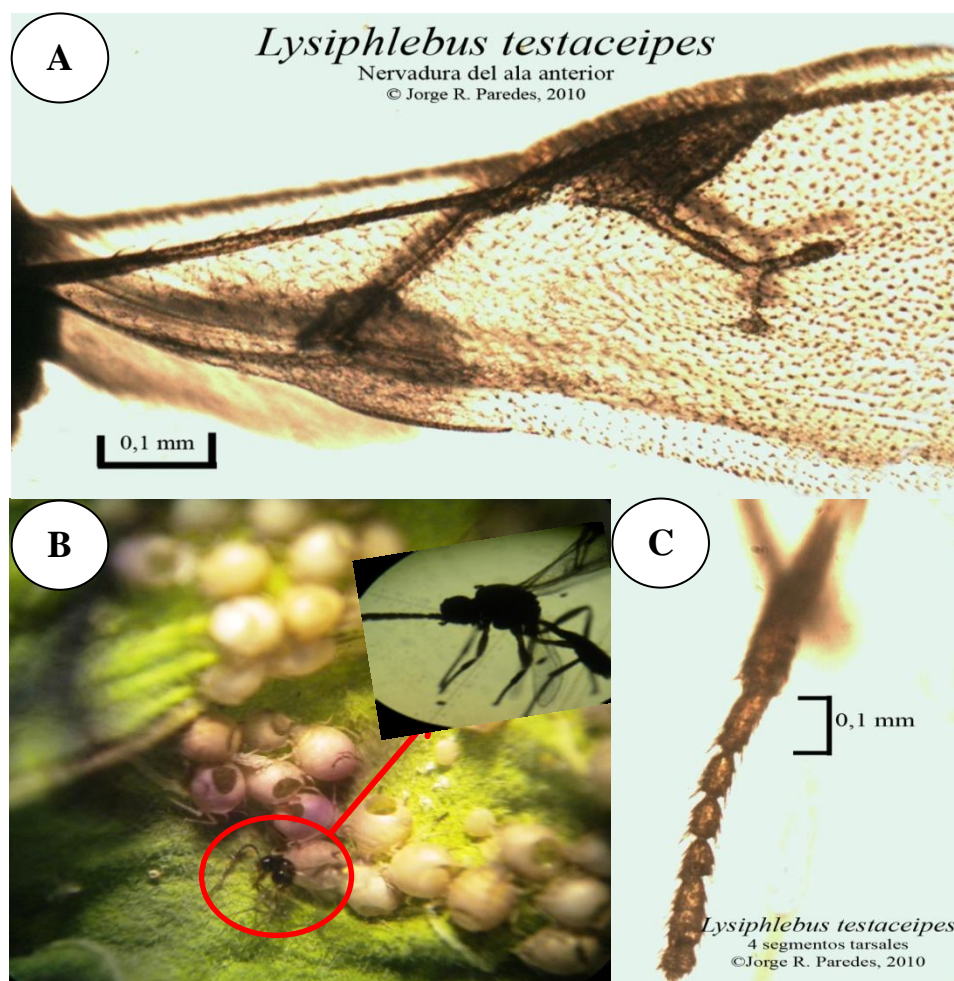 A
Lysiphlebus testaceipes
Nervadura del ala anterior
© Jorge R. Paredes, 2010
0,1 mm
B
C
0,1 mm
Lysiphlebus testaceipes
4 segmentos tarsales
©Jorge R. Paredes, 2010